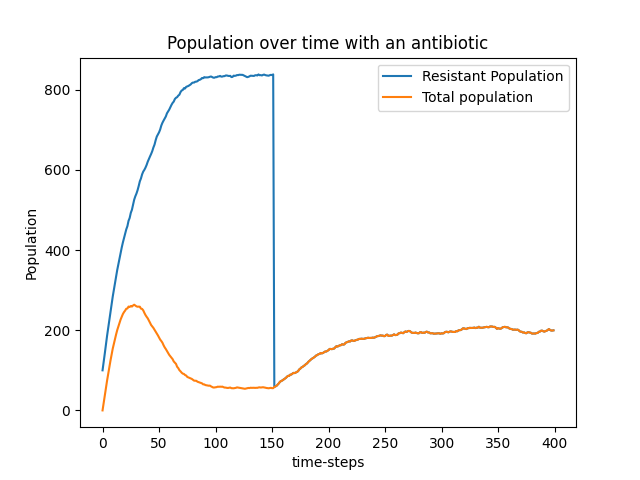 Population over time with an antibiotic
Resistant Population
Total population
800
600
400
200
0
Population
0 50 100 150 200 250 300 350 400
time-steps